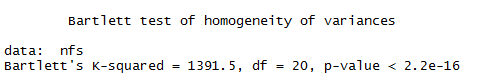 Bartlett test of homogeneity of variances
data:  nfs
Bartlett's K-squared = 1391.5, df = 20, p-value < 2.2e-16